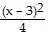 (x - 3)²
4